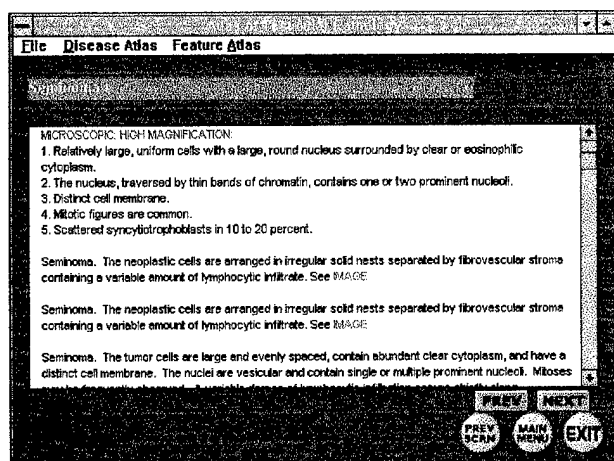 File Disease Atlas Feature Atlas
Seminoma
MICROSCOPIC: HIGH MAGNIFICATION:
1. Relatively large, uniform cells with a large, round nucleus surrounded by clear or eosinophilic
cytoplasm.
2. The nucleus, traversed by thin bands of chromatin, contains one or two prominent nucleoli.
3. Distinct cell membrane.
4. Mitotic figures are common.
5. Scattered syncytiotrophoblasts in 10 to 20 percent.
Seminoma. The neoplastic cells are arranged in irregular solid nests separated by fibrovascular stroma
containing a variable amount of lymphocytic infiltrate. See IMAGE
Seminoma. The neoplastic cells are arranged in irregular solid nests separated by fibrovascular stroma
containing a variable amount of lymphocytic infiltrate. See IMAGE
Seminoma. The tumor cells are large and evenly spaced, contain abundant clear cytoplasm, and have a
distinct cell membrane. The nuclei are vesicular and contain single or multiple prominent nucleoli. Mitoses
PREV NEXT
PREV SCRN MAIN MENU EXIT